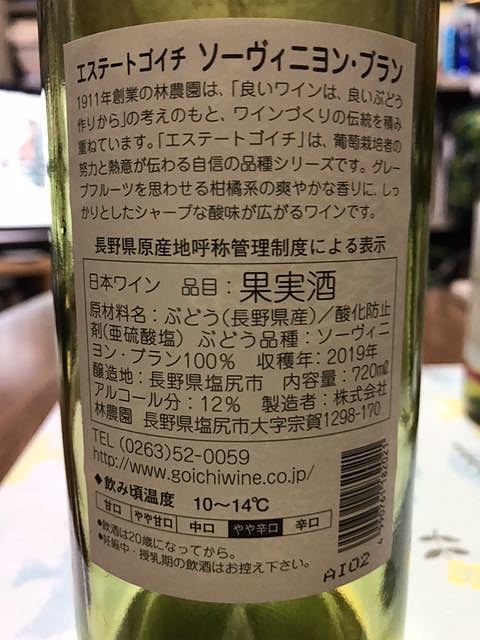 エステートゴイチ ソーヴィニヨン・ブラン
1911年創業の林農園は、「良いワインは、良いぶどう
作りから」の考えのもと、ワインづくりの伝統を積み
重ねています。「エステートゴイチ」は、葡萄栽培者の
努力と熱意が伝わる自信の品種シリーズです。グレー
プフルーツを思わせる柑橘系の爽やかな香りに、しっ
かりとしたシャープな酸味が広がるワインです。
長野県原産地呼称管理制度による表示
日本ワイン 品目：果実酒
原材料名：ぶどう(長野県産)／酸化防止
剤(亜硫酸塩) ぶどう品種：ソーヴィニ
ヨン・ブラン100% 収穫年：2019年
醸造地：長野県塩尻市 内容量：720㎖
アルコール分：12% 製造者：株式会社
林農園 長野県塩尻市大字宗賀1298-170
TEL (0263)52-0059
http://www.goichiwine.co.jp/
◆飲み頃温度 10～14℃
甘口 やや甘口 中口 やや辛口 辛口
●飲酒は20歳になってから。
●妊娠中・授乳期の飲酒はお控え下さい。
AI02